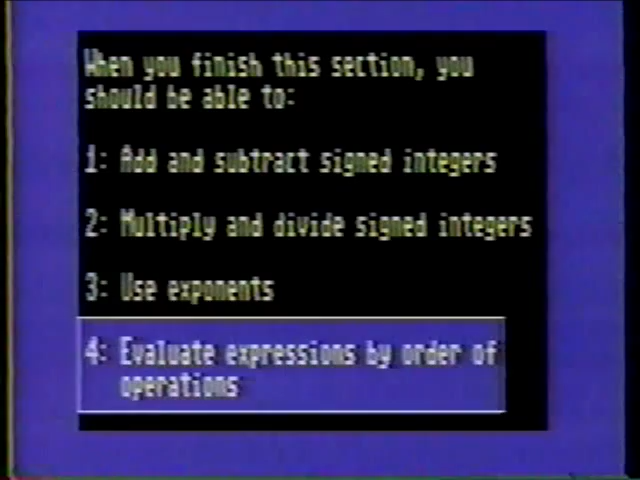 When you finish this section, you
should be able to:
1: Add and subtract signed integers
2: Multiply and divide signed integers
3: Use exponents
4: Evaluate expressions by order of
operations